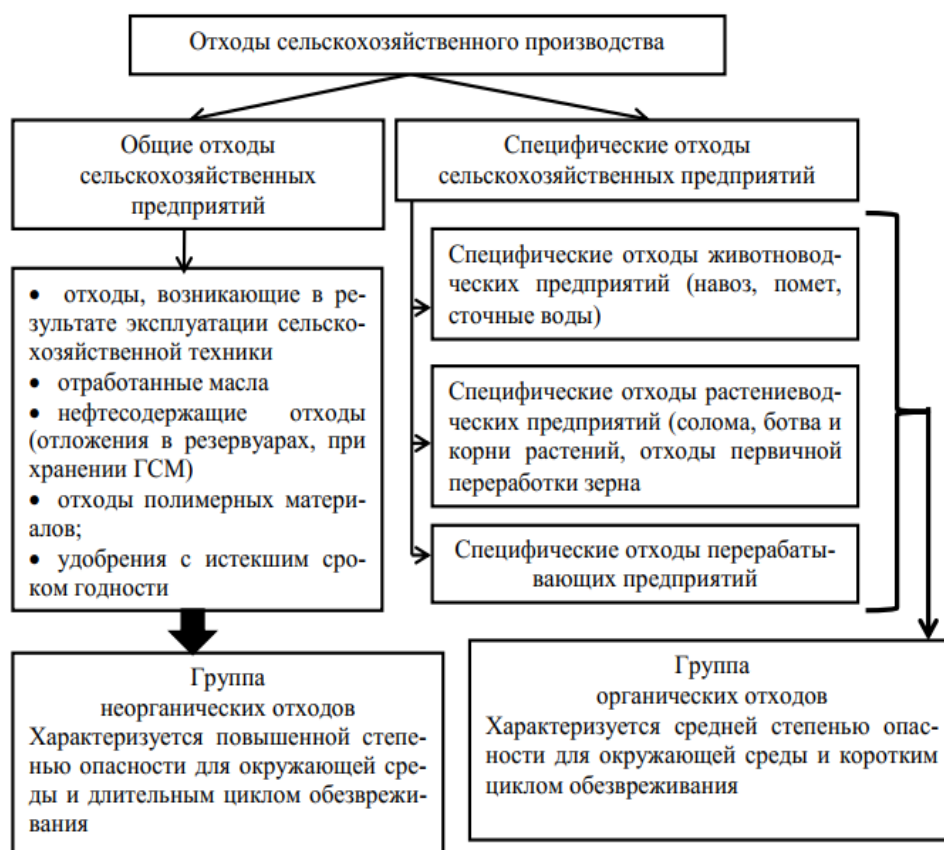 Отходы сельскохозяйственного производства
Общие отходы
сельскохозяйственных
предприятий
Специфические отходы
сельскохозяйственных предприятий
• отходы, возникающие в ре-
зультате эксплуатации сельско-
хозяйственной техники
• отработанные масла
• нефтесодержащие отходы
(отложения в резервуарах, при
хранении ГСМ)
• отходы полимерных матери-
алов;
• удобрения с истекшим сро
ком годности
Специфические отходы животновод-
ческих предприятий (навоз, помет,
сточные воды)
Специфические отходы растениевод-
ческих предприятий (солома, ботва и
корни растений, отходы первичной
переработки зерна
Специфические отходы перерабаты-
вающих предприятий
Группа
неорганических отходов
Характеризуется повышенной степе-
нью опасности для окружающей сре-
ды и длительным циклом обезврежи-
вания
Группа
органических отходов
Характеризуется средней степенью опас-
ности для окружающей среды и коротким
циклом обезвреживания